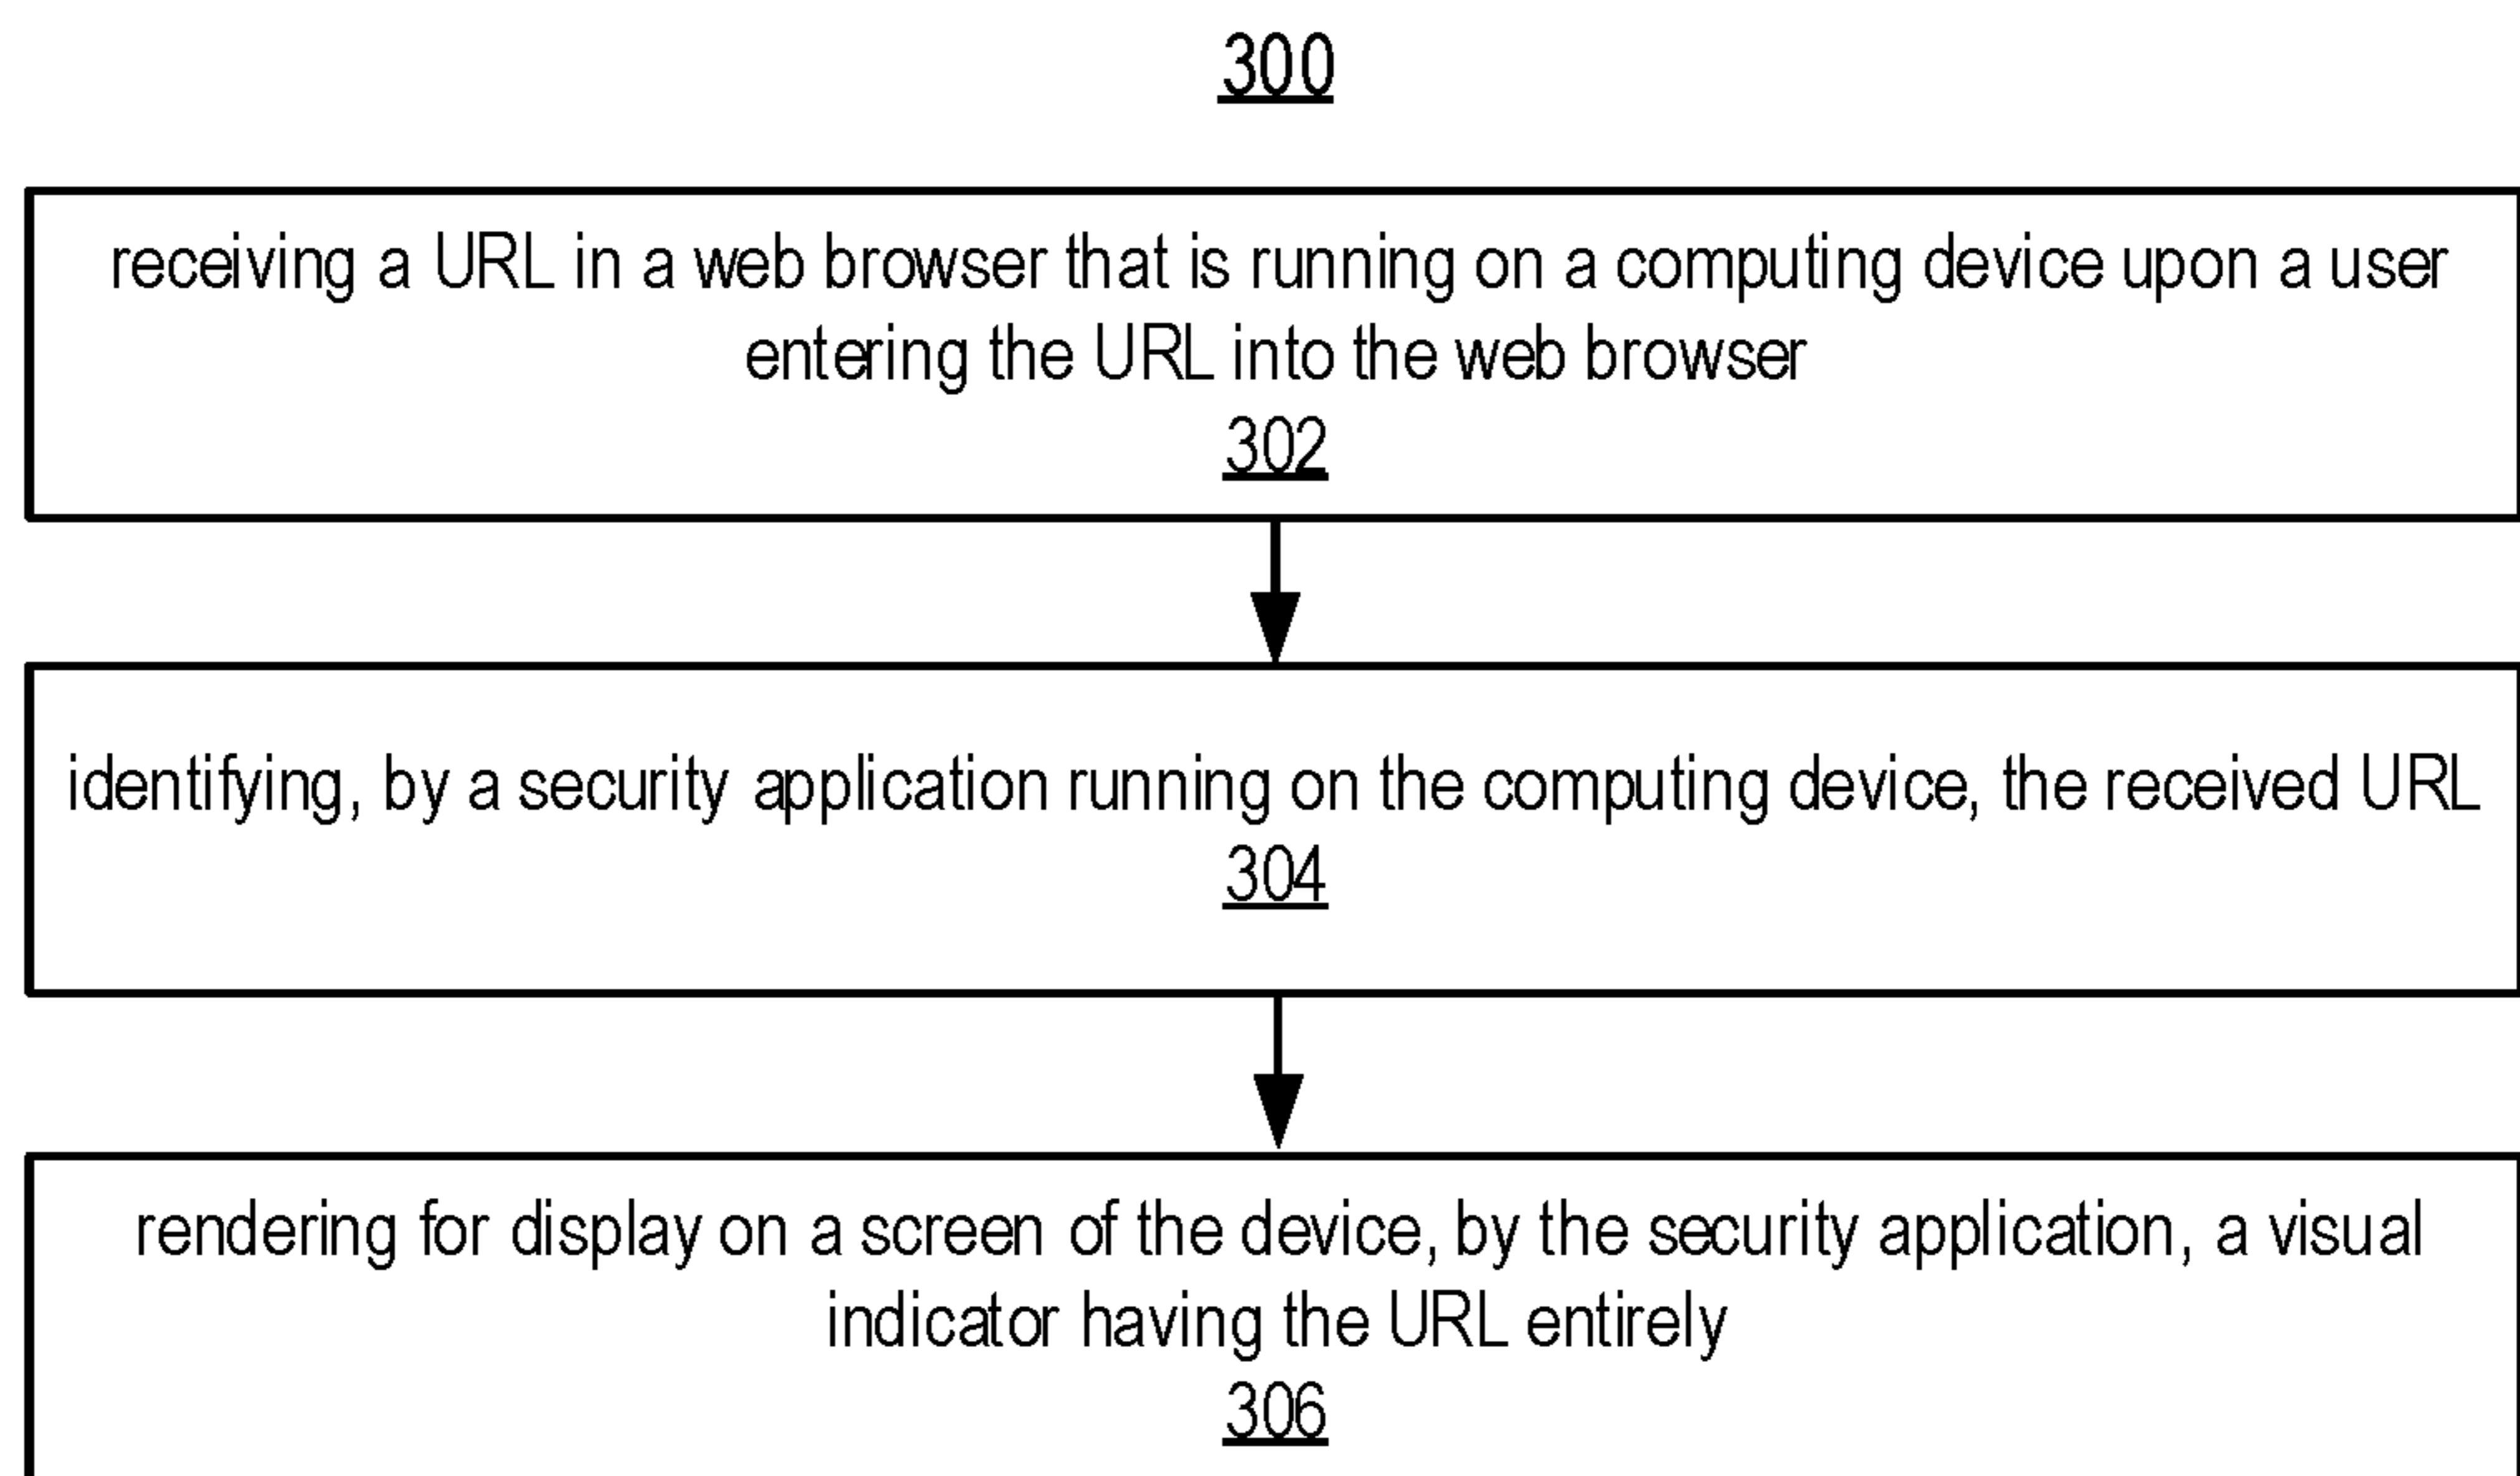 300
receiving a URL in a web browser that is running on a computing device upon a user
entering the URL into the web browser
302
identifying, by a security application running on the computing device, the received URL
304
rendering for display on a screen of the device, by the security application, a visual
indicator having the URL entirely
306